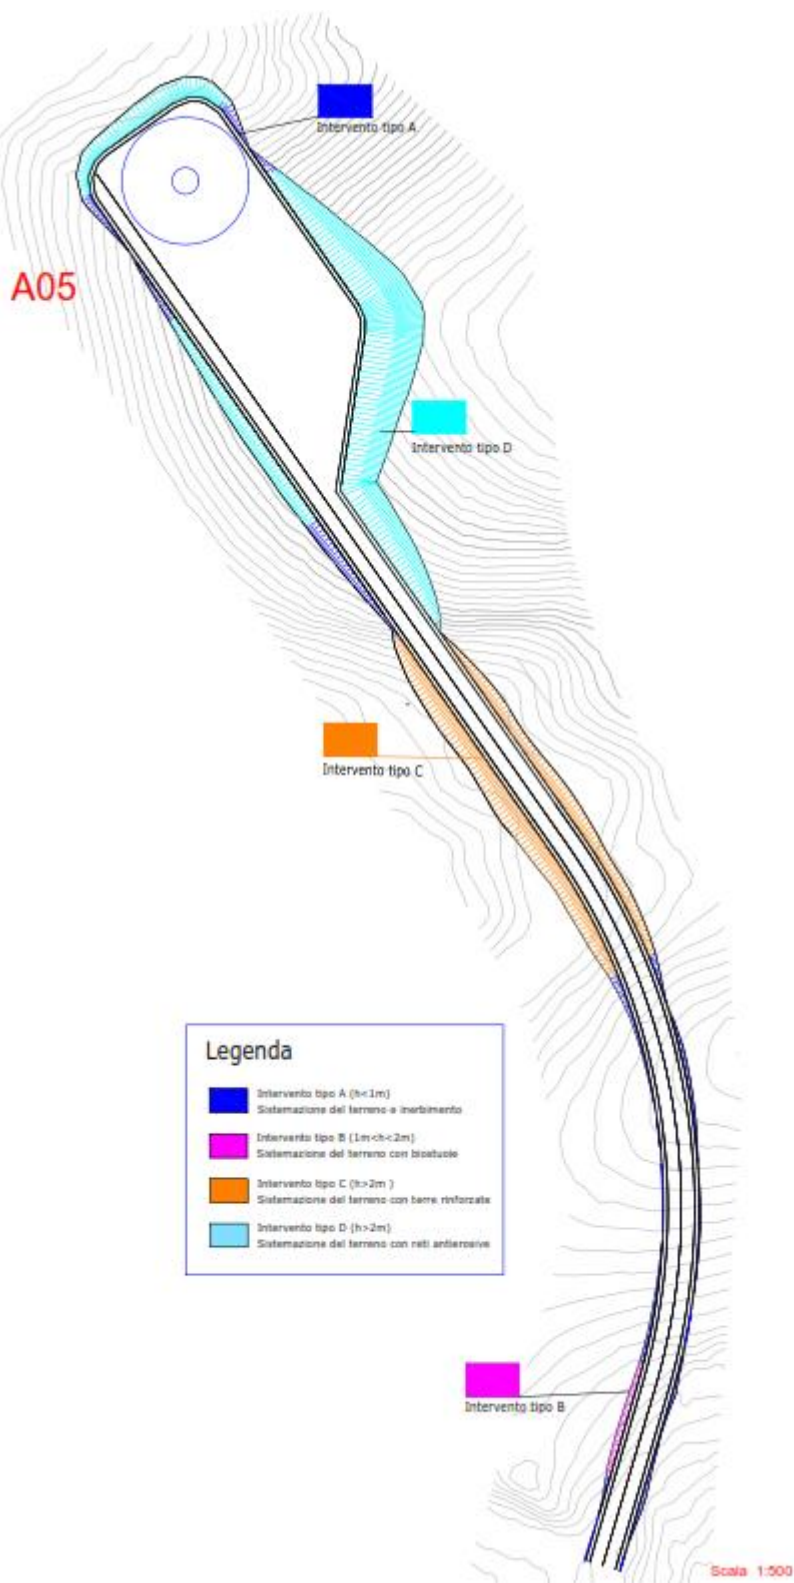 Intervento tipo A
A05
Intervento tipo D
Intervento tipo C
Legenda
Intervento tipo A (h<1m)
Sistemazione del terreno e inerbimento
Intervento tipo B (1m<h<2m)
Sistemazione del terreno con biostuoie
Intervento tipo C (h>2m )
Sistemazione del terreno con terre rinforzate
Intervento tipo D (h>2m)
Sistemazione del terreno con reti antierosive
Intervento tipo B
Scala 1:500